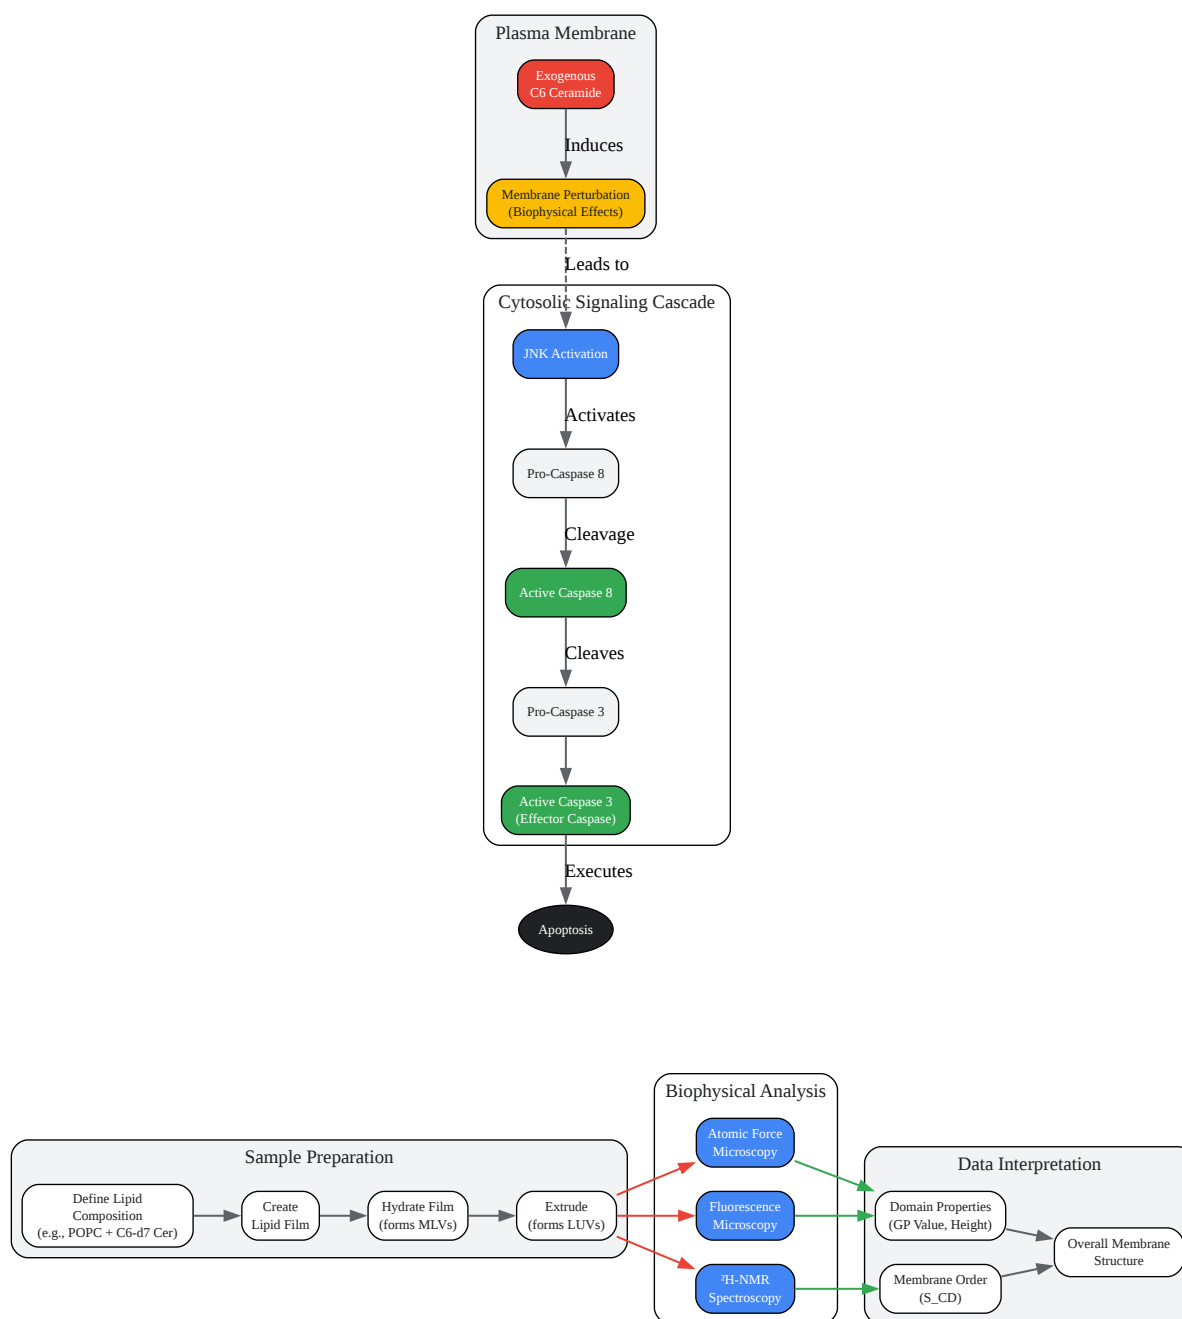 Plasma Membrane
Exogenous
C6 Ceramide
Induces
Membrane Perturbation
(Biophysical Effects)
Leads to
Cytosolic Signaling Cascade
JNK Activation
Activates
Pro-Caspase 8
Cleavage
Active Caspase 8
Cleaves
Pro-Caspase 3
Active Caspase 3
(Effector Caspase)
Executes
Apoptosis
Sample Preparation
Define Lipid
Composition
(e.g., POPC + C6-d7 Cer)
Create
Lipid Film
Hydrate Film
(forms MLVs)
Extrude
(forms LUVs)
Biophysical Analysis
Atomic Force
Microscopy
Fluorescence
Microscopy
²H-NMR
Spectroscopy
Data Interpretation
Domain Properties
(GP Value, Height)
Membrane Order
(S_CD)
Overall Membrane
Structure